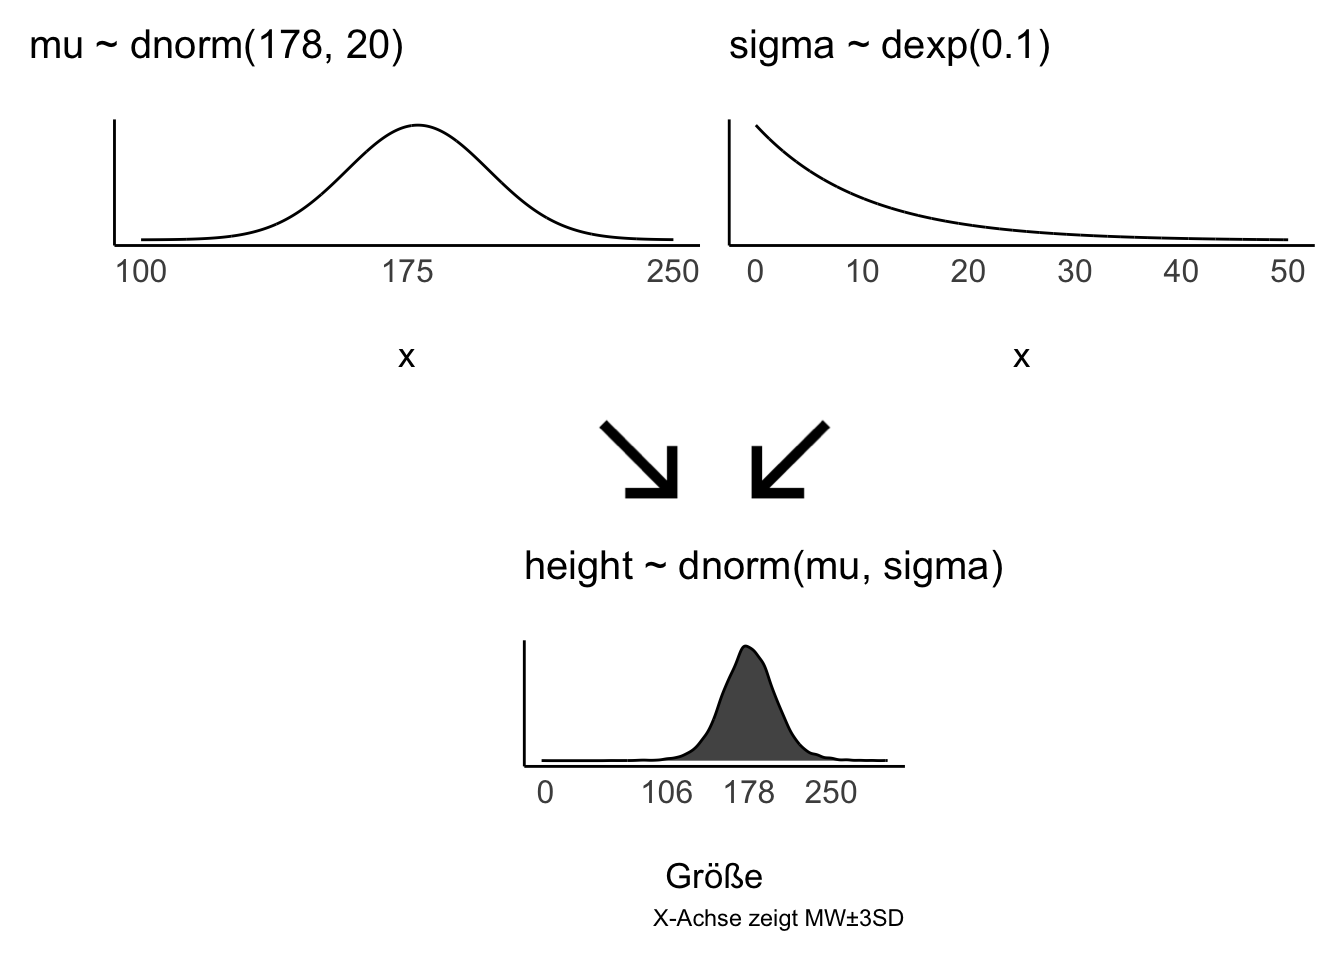 mu ~ dnorm(178, 20)
sigma ~ dexp(0.1)
100 175 250
0 10 20 30 40 50
x
x
height ~ dnorm(mu, sigma)
0 106 178 250
Größe
X-Achse zeigt MW±3SD